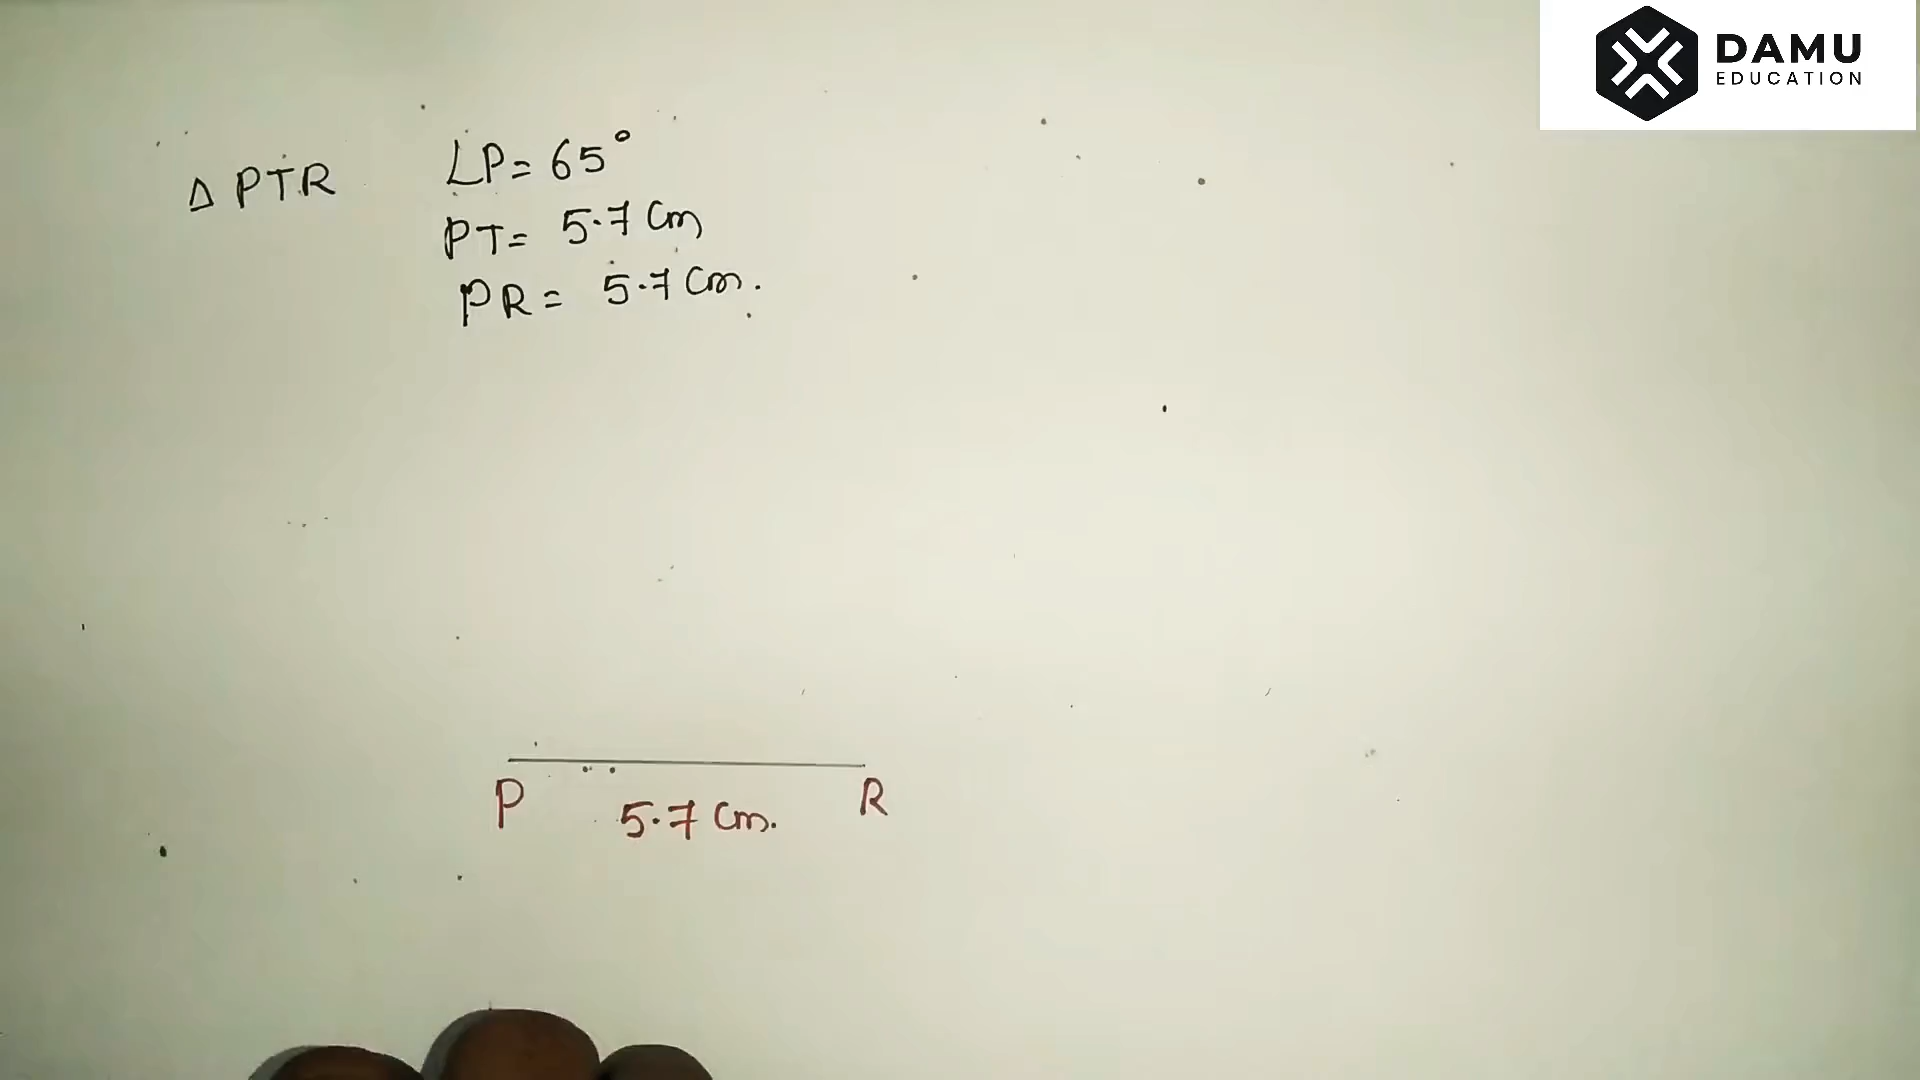 DAMU
EDUCATION
Δ PTR
∠P = 65°
PT = 5.7 cm
PR = 5.7 cm.
P
5.7 cm.
R